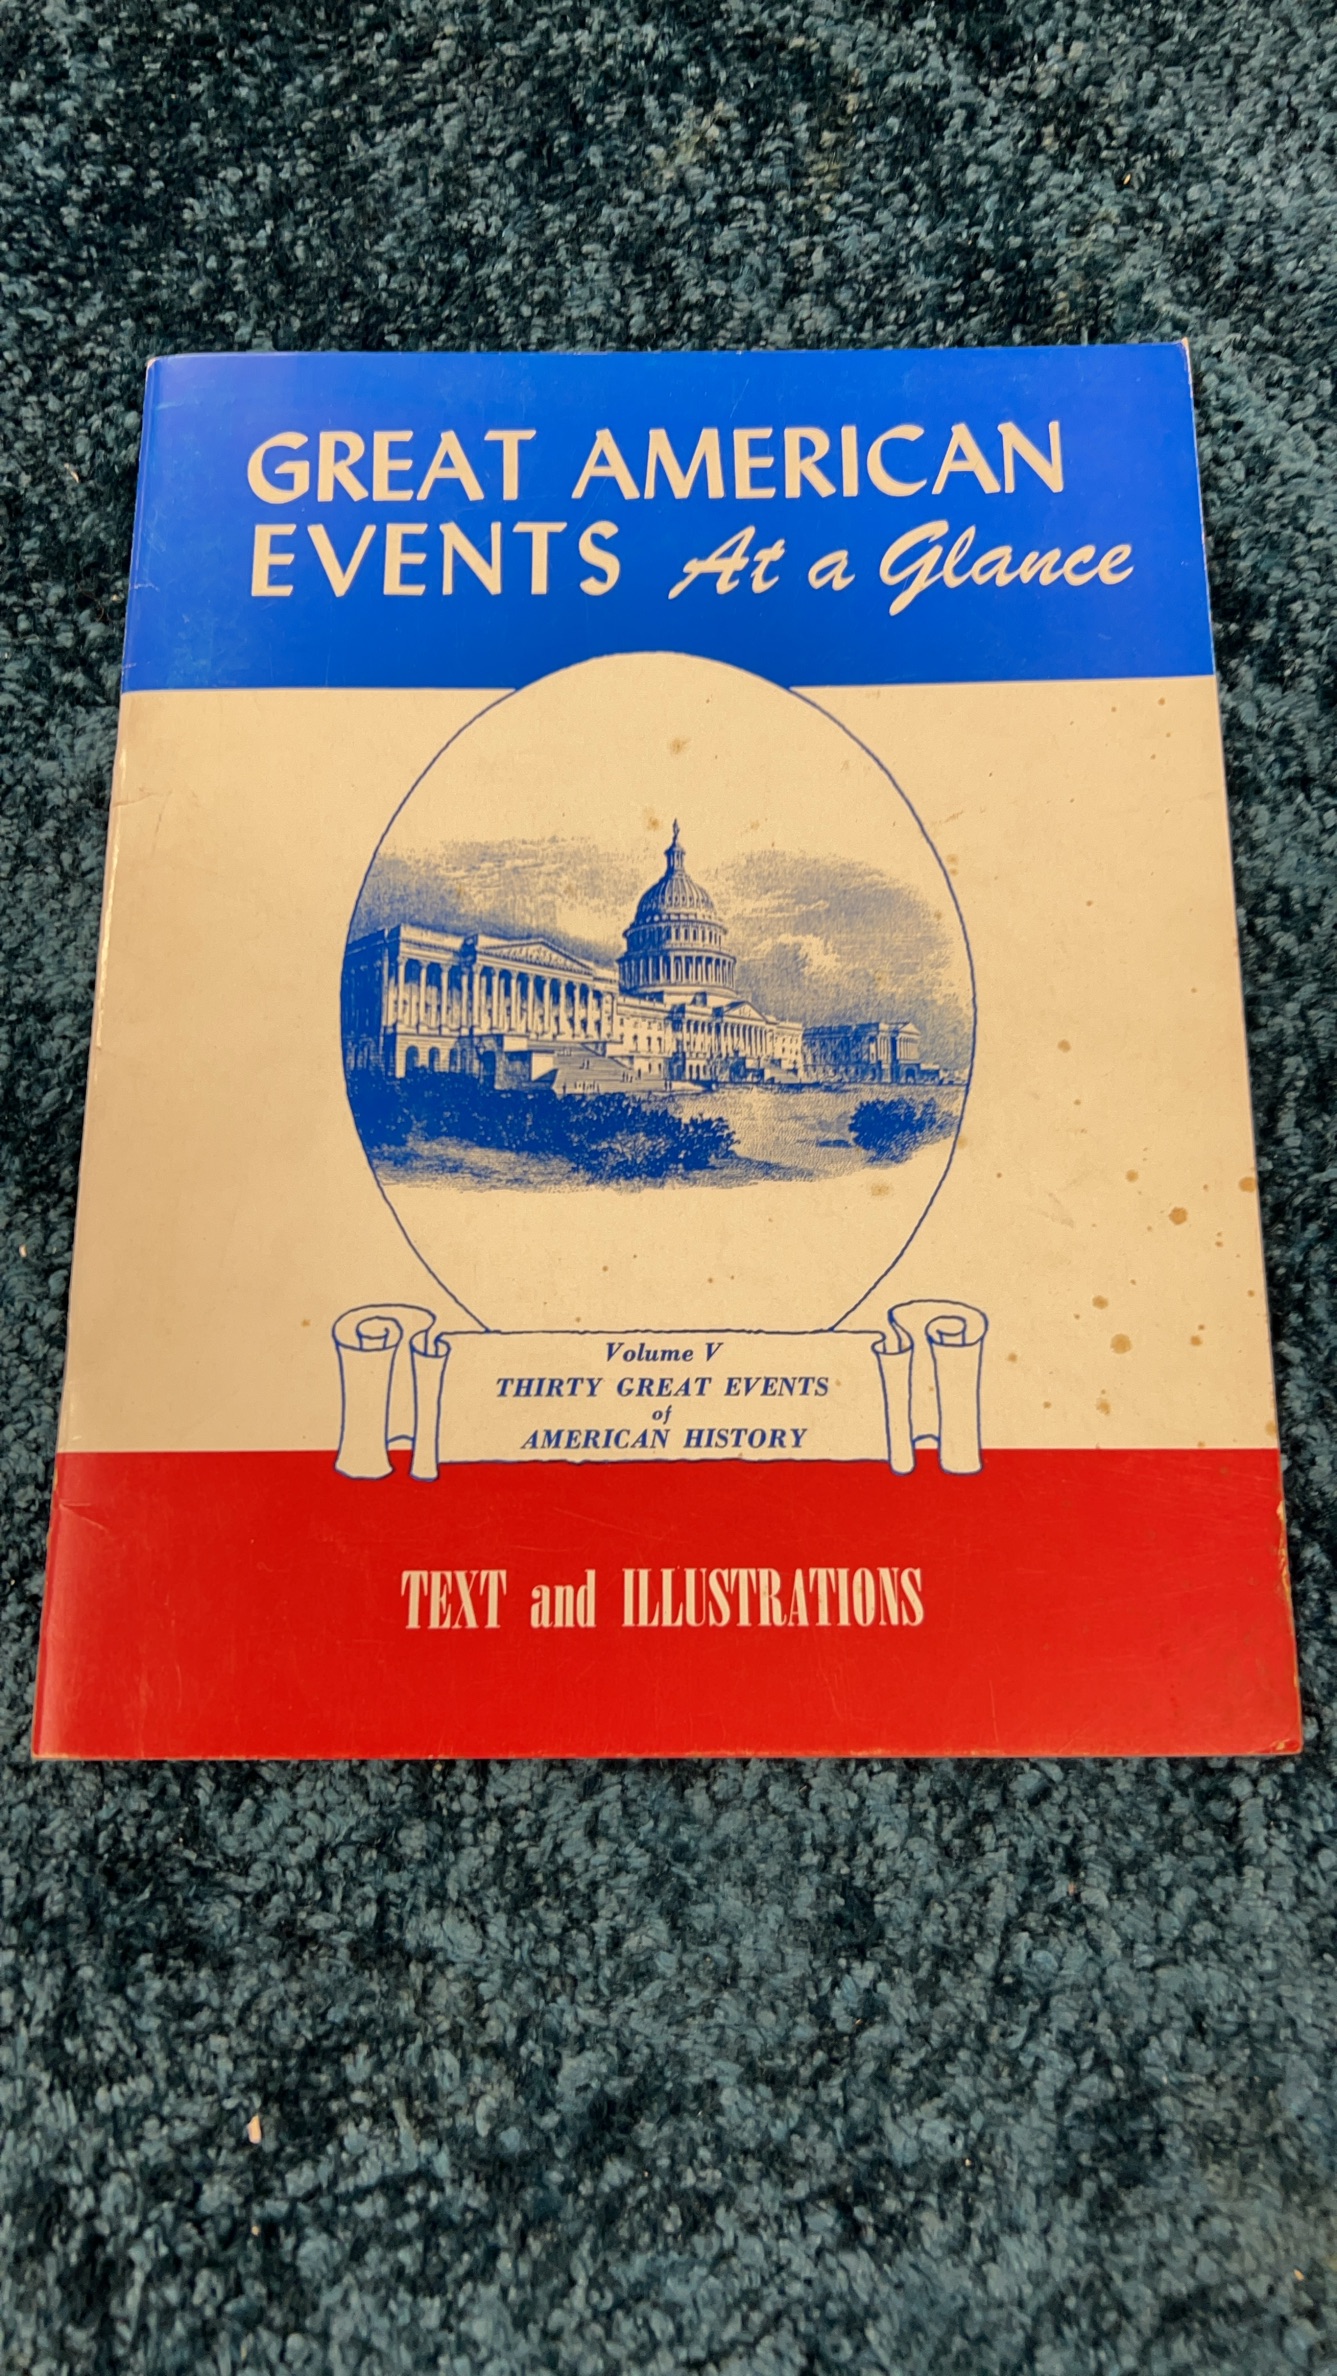 GREAT AMERICAN
EVENTS At a Glance
Volume V
THIRTY GREAT EVENTS
of
AMERICAN HISTORY
TEXT and ILLUSTRATIONS